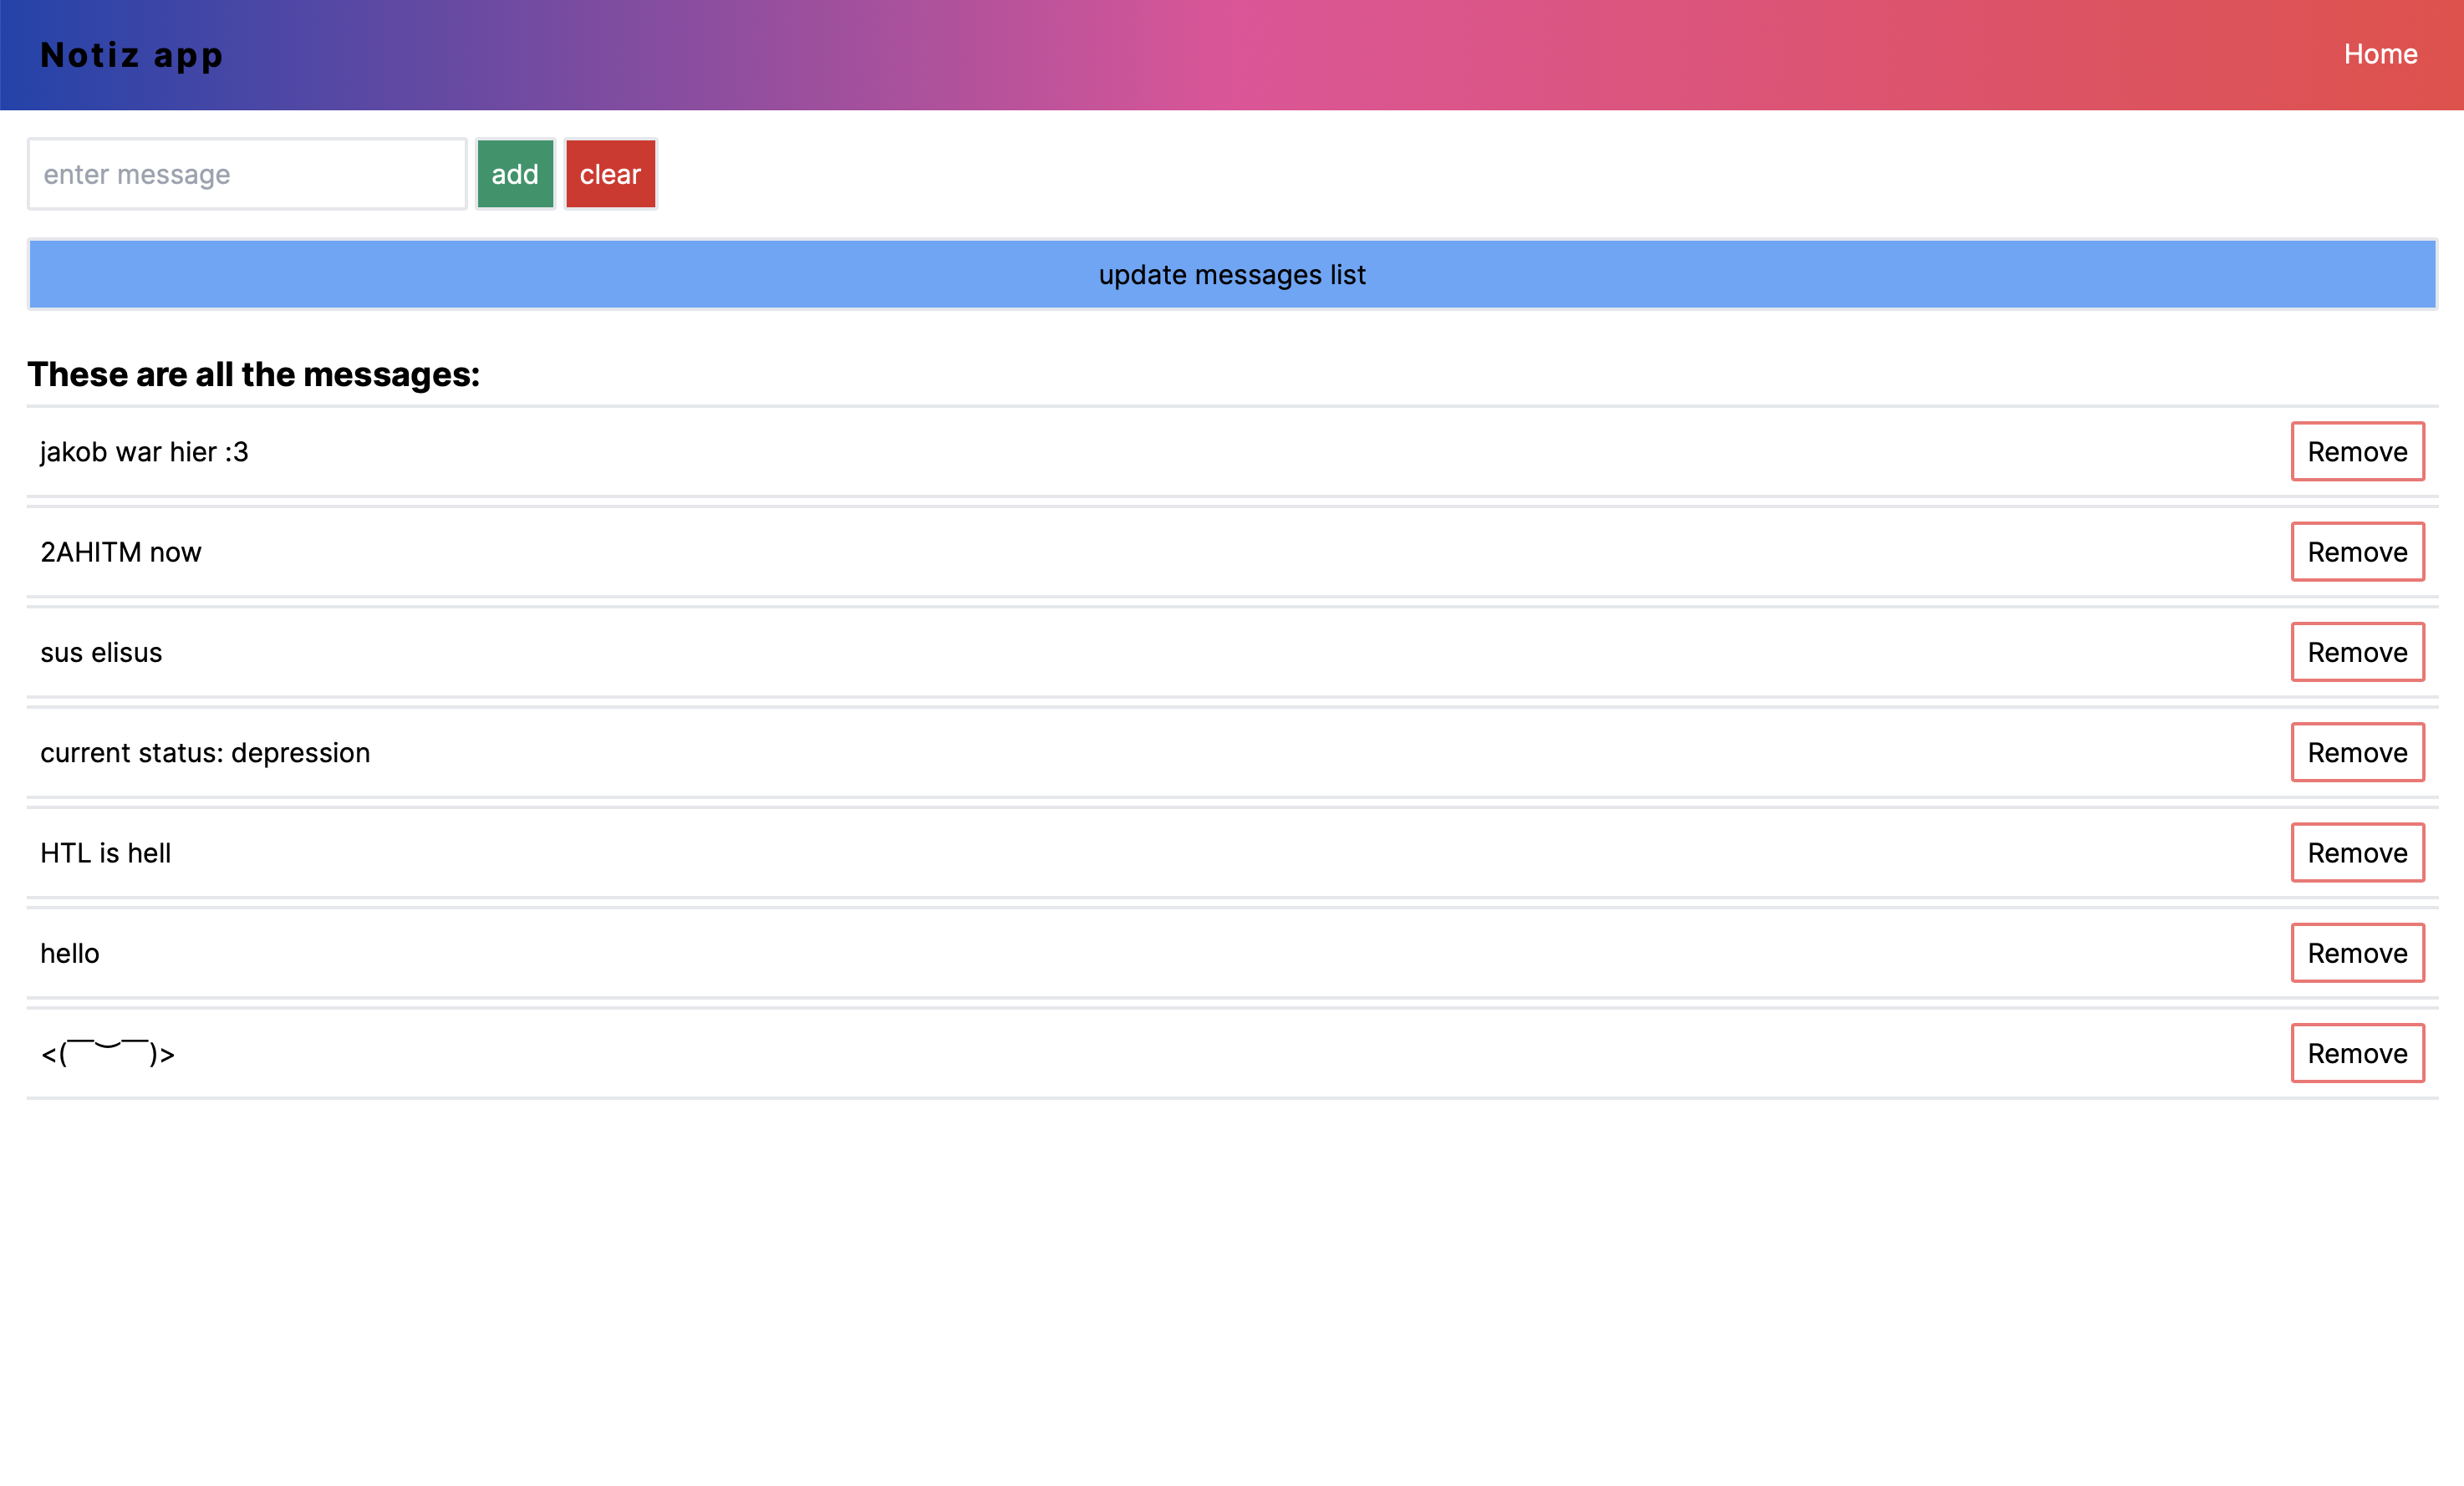 Notiz app
Home
enter message
add
clear
update messages list
These are all the messages:
jakob war hier :3
Remove
2AHITM now
Remove
sus elisus
Remove
current status: depression
Remove
HTL is hell
Remove
hello
Remove
<(￣︶￣)>
Remove